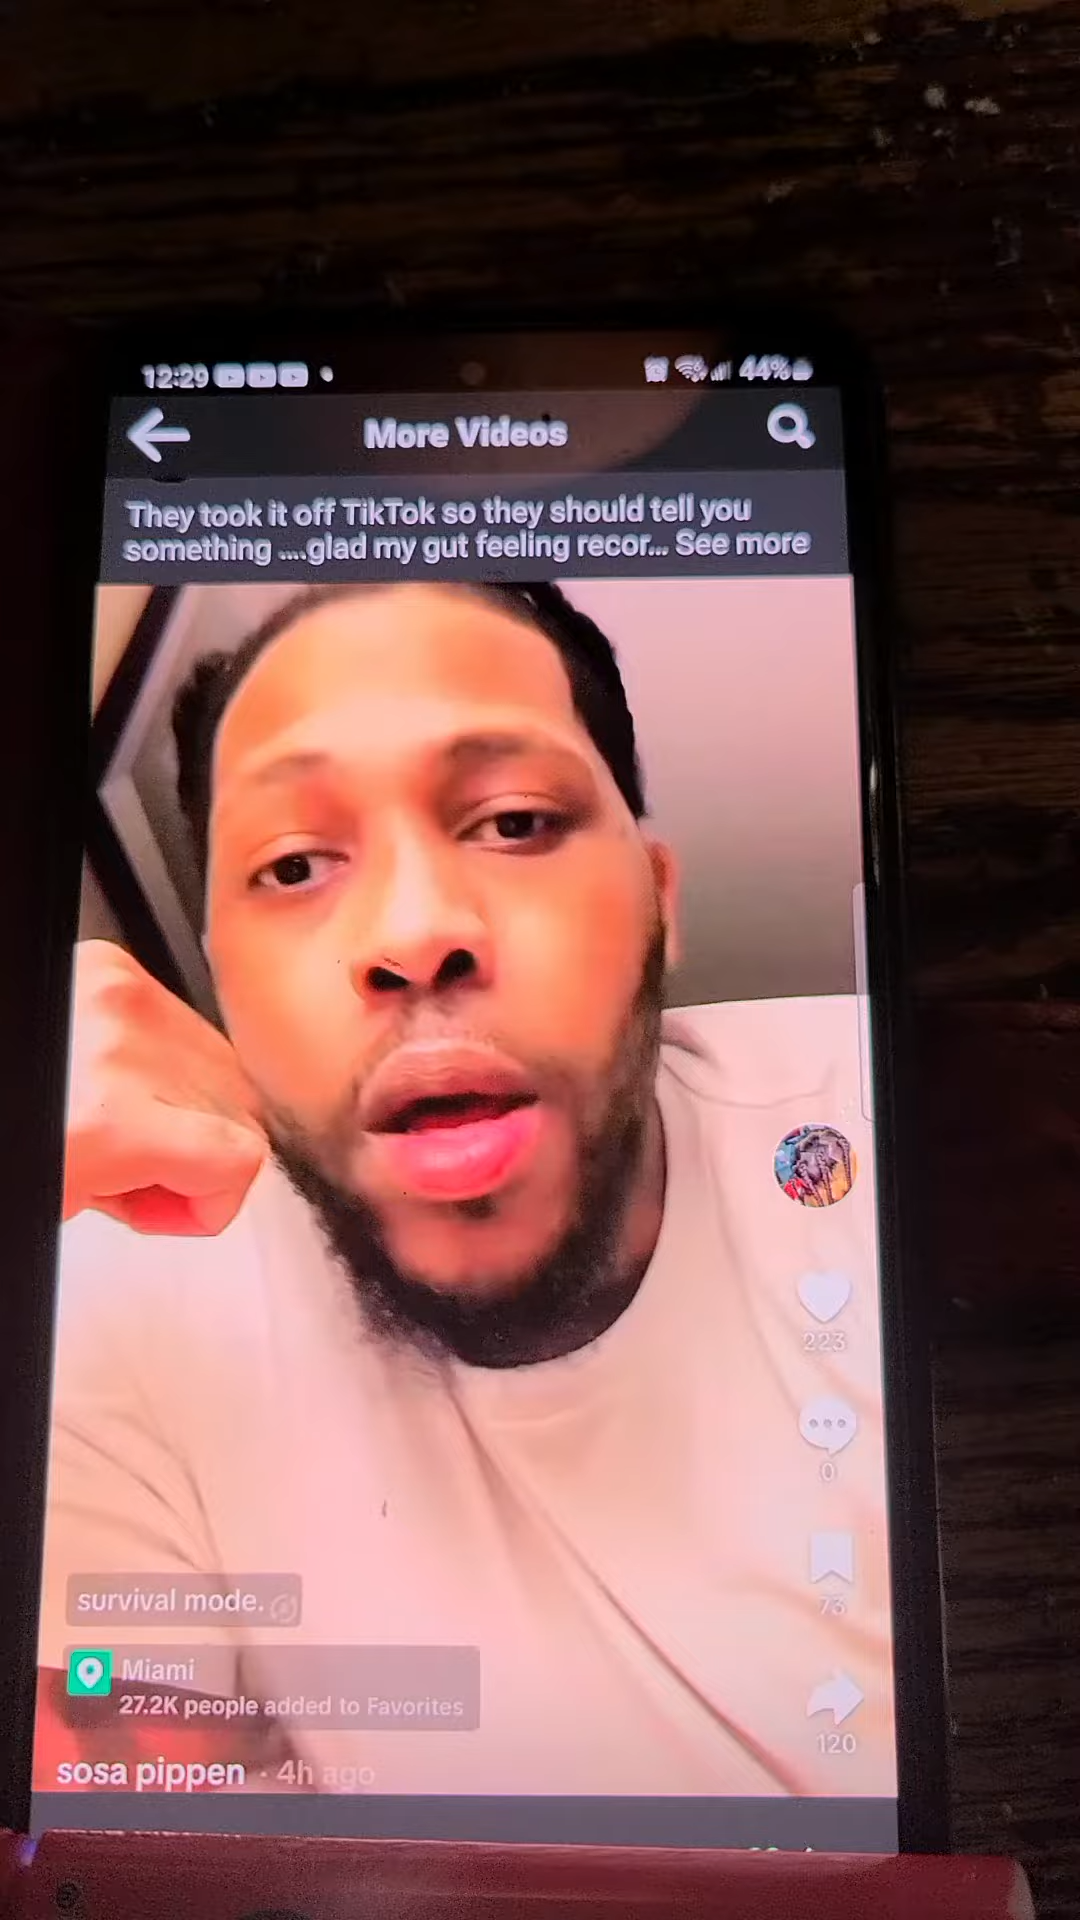 12:29
44%
More Videos
They took it off TikTok so they should tell you
something ....glad my gut feeling recor... See more
223
0
73
120
survival mode.
Miami
27.2K people added to Favorites
sosa pippen · 4h ago